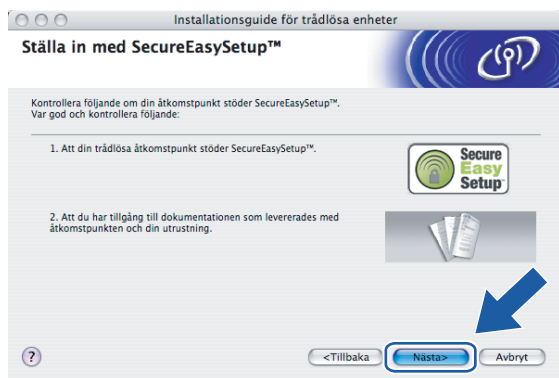 Installationsguide för trådlösa enheter
Ställa in med SecureEasySetup™
Kontrollera följande om din åtkomstpunkt stöder SecureEasySetup™.
Var god och kontrollera följande:
1. Att din trådlösa åtkomstpunkt stöder SecureEasySetup™.
Secure
Easy
Setup
2. Att du har tillgång till dokumentationen som levererades med
åtkomstpunkten och din utrustning.
?
<Tillbaka
Nästa>
Avbryt